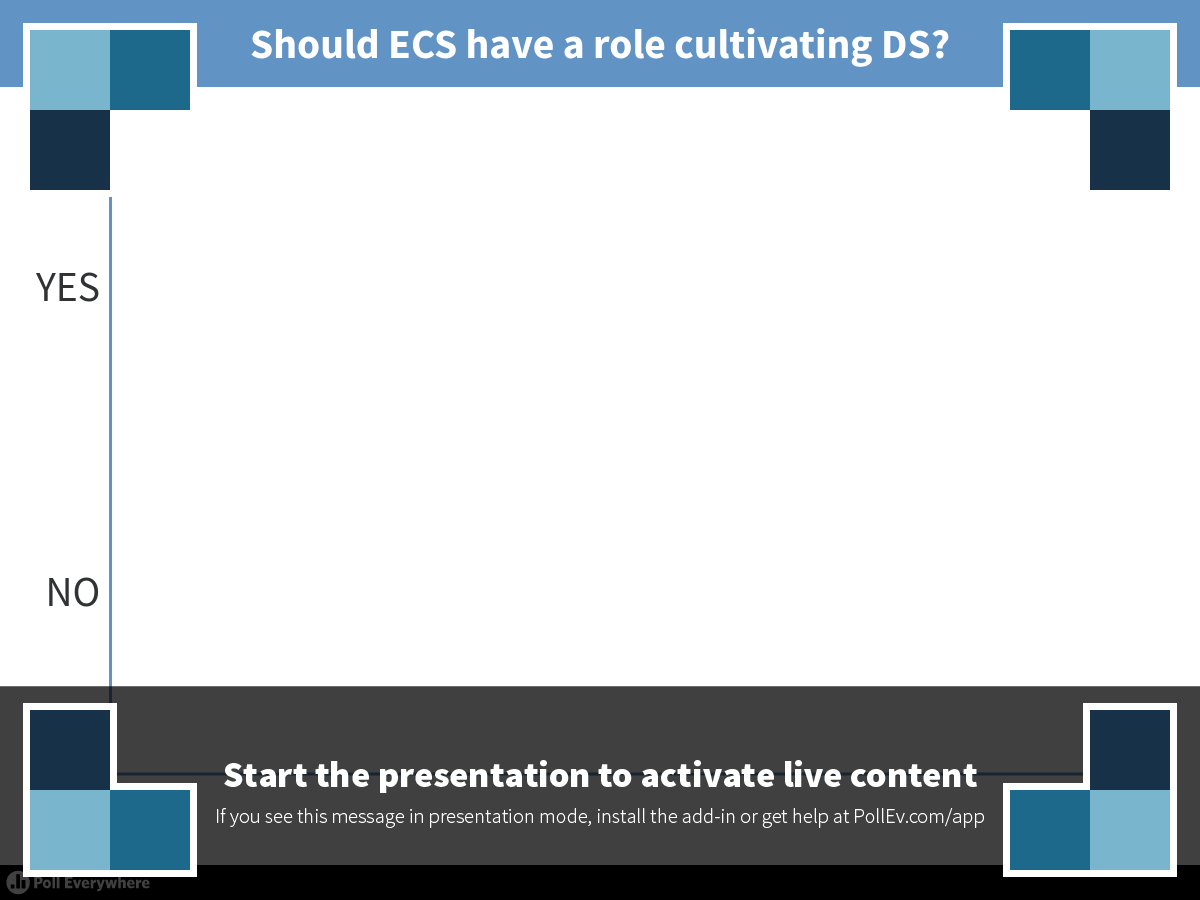 Should ECS have a role cultivating DS?
YES
NO
Start the presentation to activate live content
If you see this message in presentation mode, install the add-in or get help at PollEv.com/app
Poll Everywhere